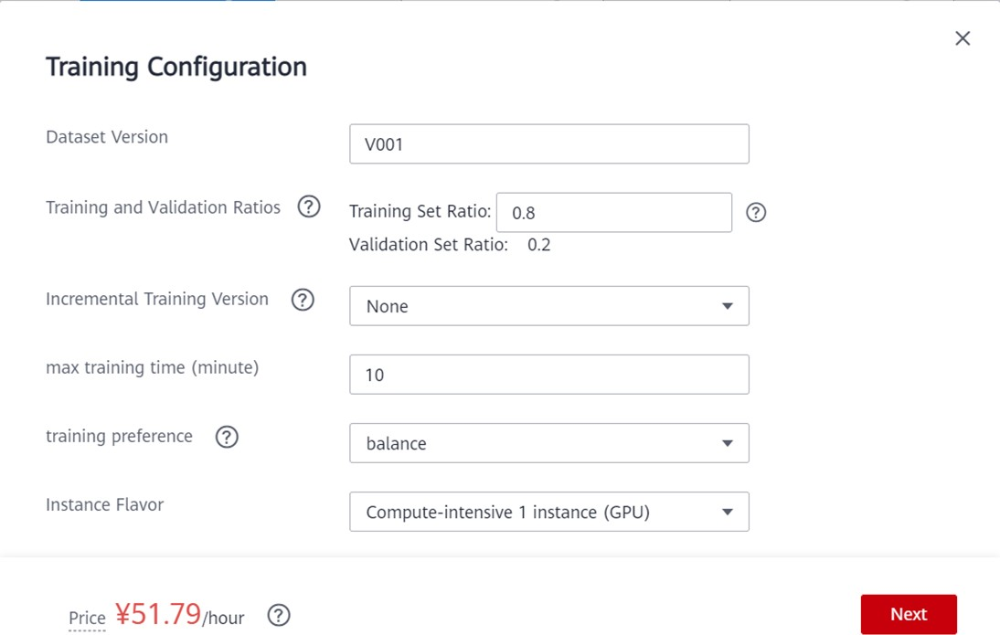 Training Configuration
Dataset Version
V001
Training and Validation Ratios
Training Set Ratio: 0.8
Validation Set Ratio: 0.2
Incremental Training Version
None
max training time (minute)
10
training preference
balance
Instance Flavor
Compute-intensive 1 instance (GPU)
Price ¥51.79/hour
Next